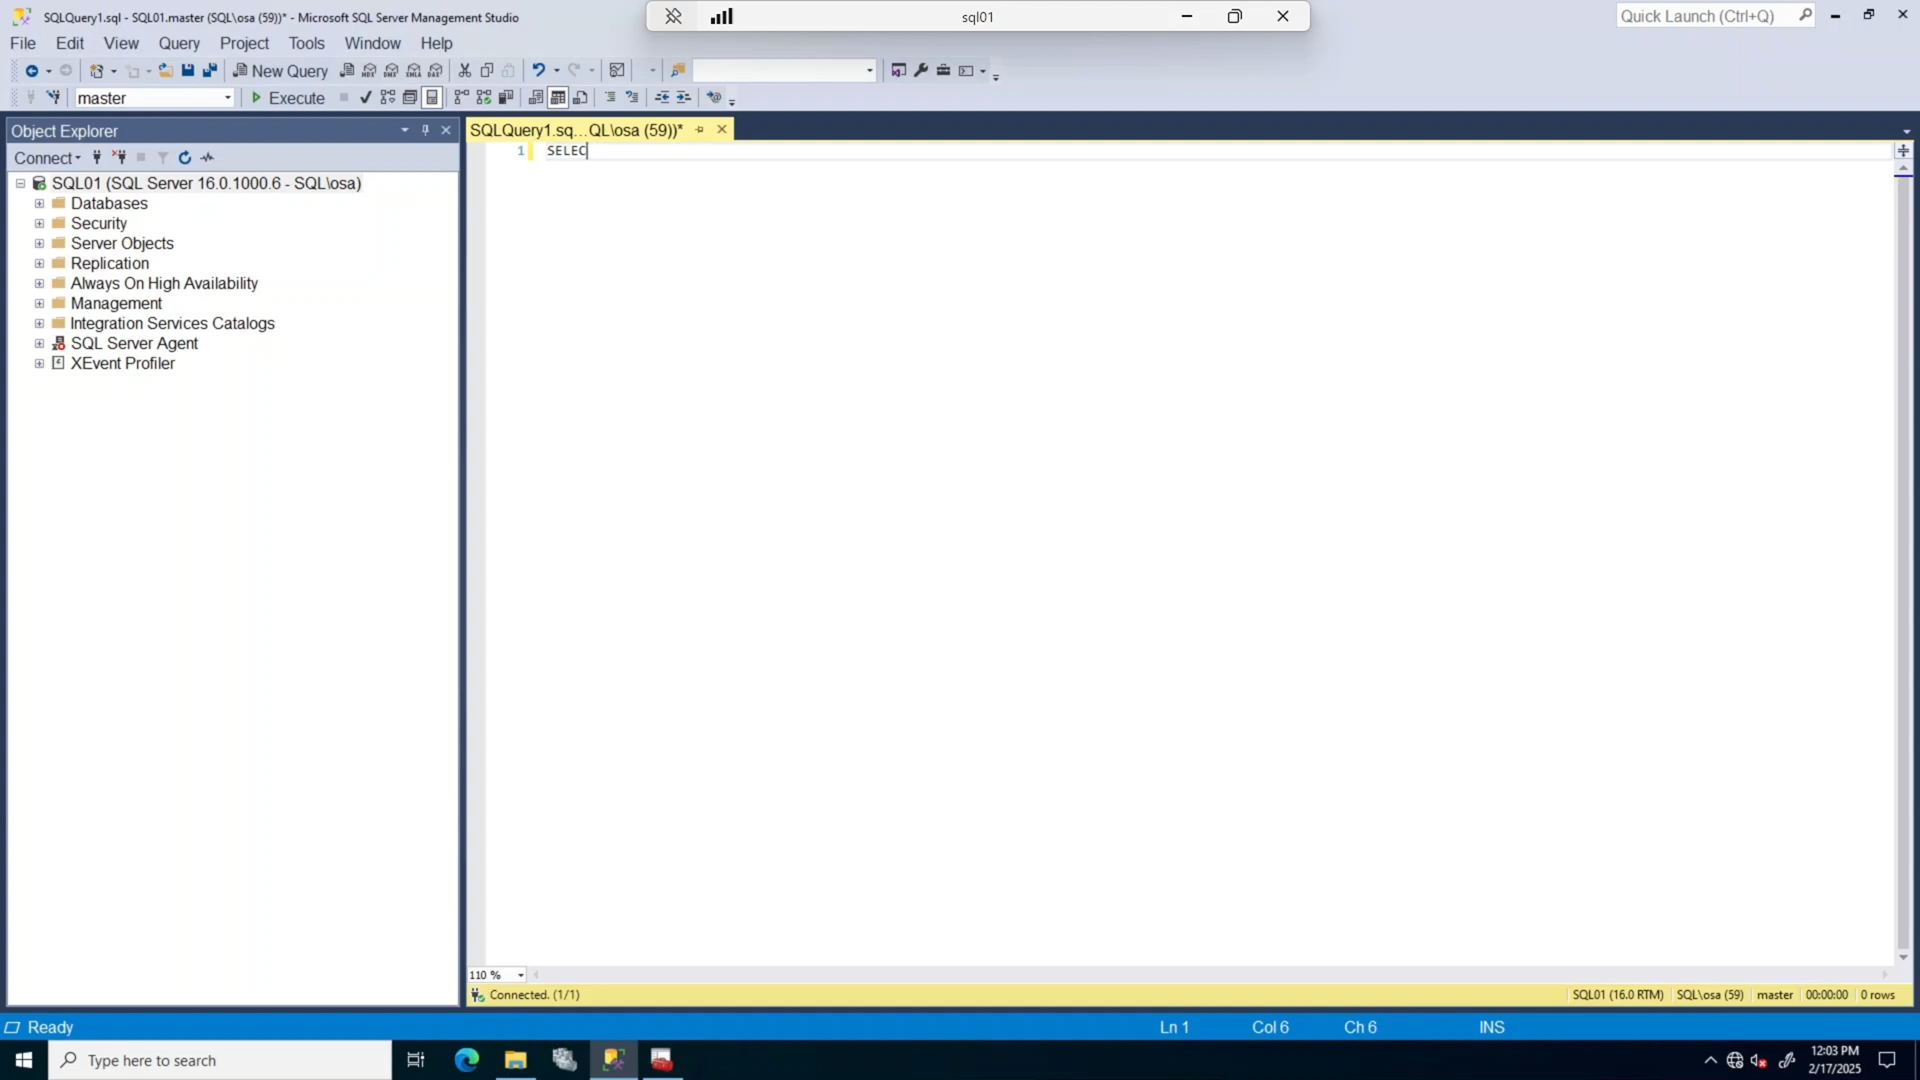 SQLQuery1.sql - SQL01.master (SQL\osa (59))* - Microsoft SQL Server Management Studio
sql01
Quick Launch (Ctrl+Q)
File Edit View Query Project Tools Window Help
New Query
master
Execute
Object Explorer
SQLQuery1.sq...QL\osa (59))*
Connect
1 SELEC
SQL01 (SQL Server 16.0.1000.6 - SQL\osa)
Databases
Security
Server Objects
Replication
Always On High Availability
Management
Integration Services Catalogs
SQL Server Agent
XEvent Profiler
110 %
Connected. (1/1)
SQL01 (16.0 RTM) SQL\osa (59) master 00:00:00 0 rows
Ready
Ln 1 Col 6 Ch 6 INS
Type here to search
12:03 PM
2/17/2025